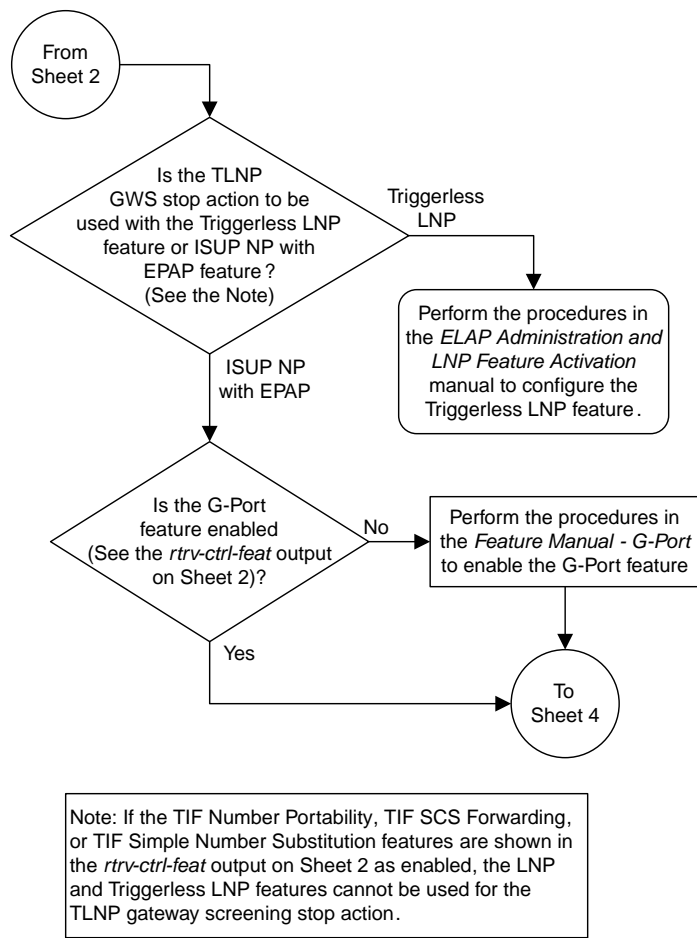 From
Sheet 2
Is the TLNP
GWS stop action to be
used with the Triggerless LNP
feature or ISUP NP with
EPAP feature?
(See the Note)
Triggerless
LNP
Perform the procedures in
the ELAP Administration and
LNP Feature Activation
manual to configure the
Triggerless LNP feature.
ISUP NP
with EPAP
Is the G-Port
feature enabled
(See the rtrv-ctrl-feat output
on Sheet 2)?
No
Perform the procedures in
the Feature Manual - G-Port
to enable the G-Port feature
Yes
To
Sheet 4
Note: If the TIF Number Portability, TIF SCS Forwarding,
or TIF Simple Number Substitution features are shown in
the rtrv-ctrl-feat output on Sheet 2 as enabled, the LNP
and Triggerless LNP features cannot be used for the
TLNP gateway screening stop action.